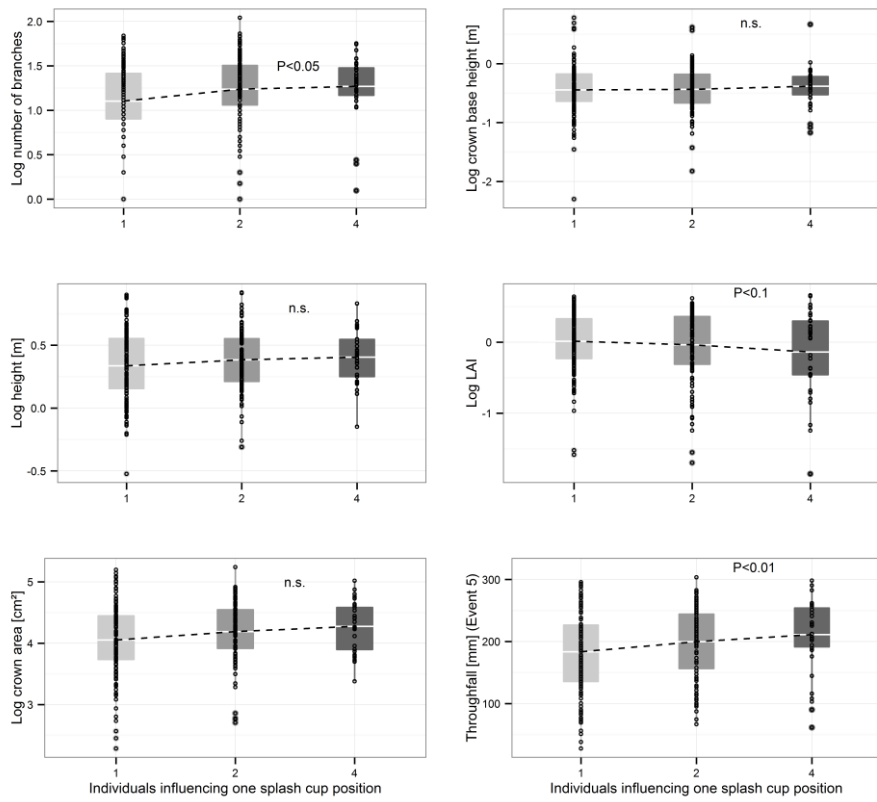 Log number of branches
2.0
1.5
1.0
0.5
0.0
P<0.05
1
2
4
Log crown base height [m]
0
-1
-2
n.s.
1
2
4
Log height [m]
0.5
0.0
-0.5
n.s.
1
2
4
Log LAI
0
-1
P<0.1
1
2
4
Log crown area [cm²]
5
4
3
n.s.
1
2
4
Individuals influencing one splash cup position
Throughfall [mm] (Event 5)
300
200
100
P<0.01
1
2
4
Individuals influencing one splash cup position